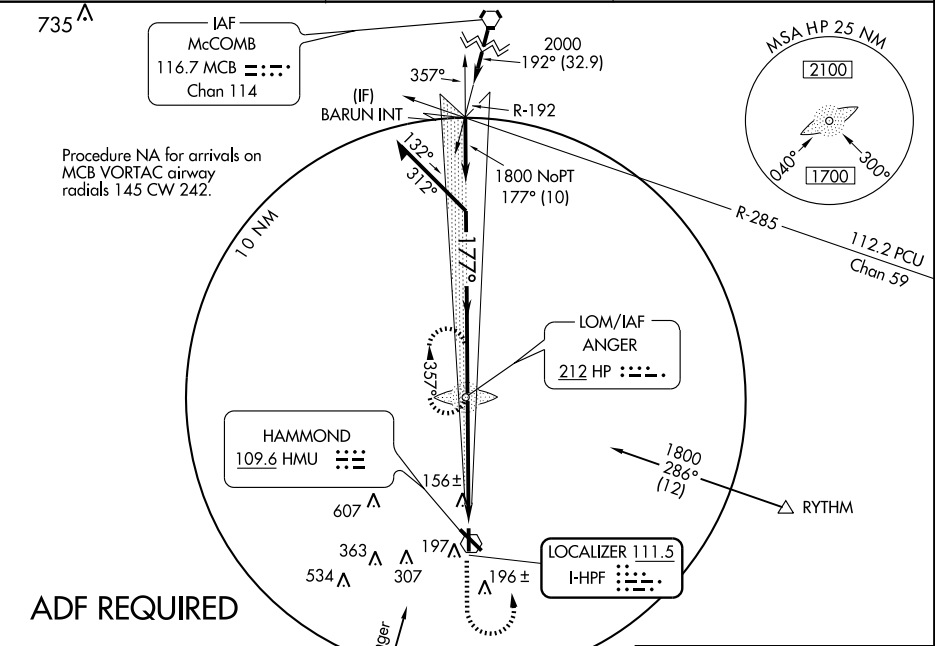 735
IAF
McCOMB
116.7 MCB
Chan 114
2000
192° (32.9)
357°
(IF)
BARUN INT
R-192
MSA HP 25 NM
2100
040°
1700
300°
Procedure NA for arrivals on
MCB VORTAC airway
radials 145 CW 242.
132°
312°
1800 NoPT
177° (10)
10 NM
R-285
112.2 PCU
Chan 59
177°
LOM/IAF
ANGER
212 HP
357°
HAMMOND
109.6 HMU
156±
1800
286°
(12)
RYTHM
607
363
197
534
307
LOCALIZER 111.5
I-HPF
196±
ADF REQUIRED